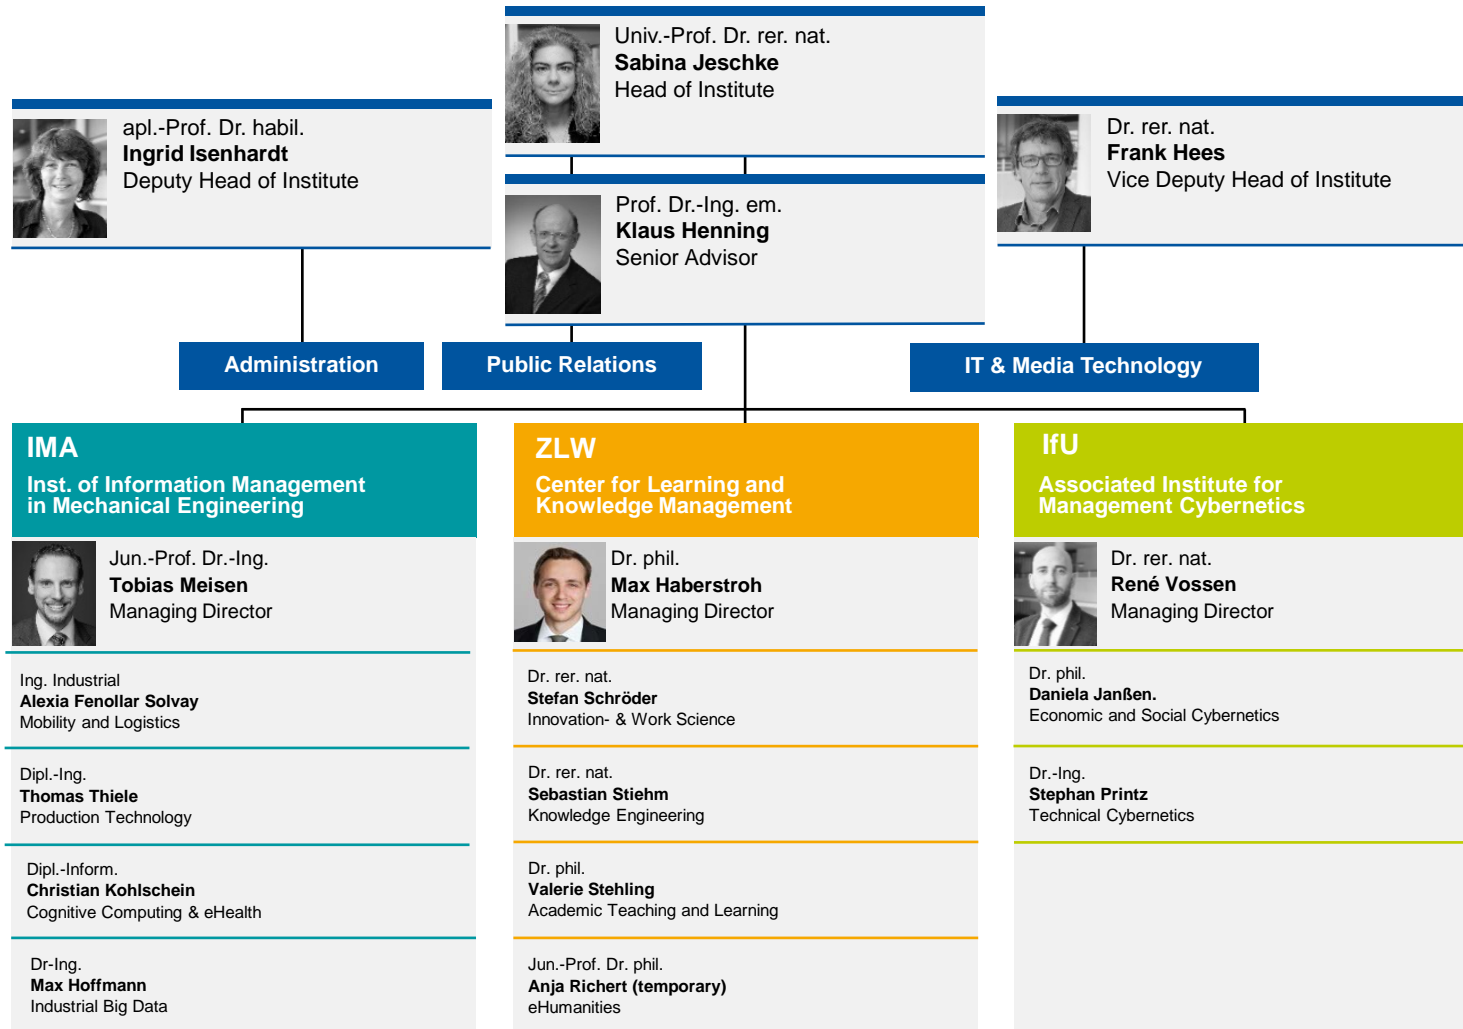 Univ.-Prof. Dr. rer. nat.
Sabina Jeschke
Head of Institute
apl.-Prof. Dr. habil.
Ingrid Isenhardt
Deputy Head of Institute
Dr. rer. nat.
Frank Hees
Vice Deputy Head of Institute
Prof. Dr.-Ing. em.
Klaus Henning
Senior Advisor
Administration
Public Relations
IT & Media Technology
IMA
Inst. of Information Management
in Mechanical Engineering
Jun.-Prof. Dr.-Ing.
Tobias Meisen
Managing Director
Ing. Industrial
Alexia Fenollar Solvay
Mobility and Logistics
Dipl.-Ing.
Thomas Thiele
Production Technology
Dipl.-Inform.
Christian Kohlschein
Cognitive Computing & eHealth
Dr-Ing.
Max Hoffmann
Industrial Big Data
ZLW
Center for Learning and
Knowledge Management
Dr. phil.
Max Haberstroh
Managing Director
Dr. rer. nat.
Stefan Schröder
Innovation- & Work Science
Dr. rer. nat.
Sebastian Stiehm
Knowledge Engineering
Dr. phil.
Valerie Stehling
Academic Teaching and Learning
Jun.-Prof. Dr. phil.
Anja Richert (temporary)
eHumanities
IfU
Associated Institute for
Management Cybernetics
Dr. rer. nat.
René Vossen
Managing Director
Dr. phil.
Daniela Janßen.
Economic and Social Cybernetics
Dr.-Ing.
Stephan Printz
Technical Cybernetics